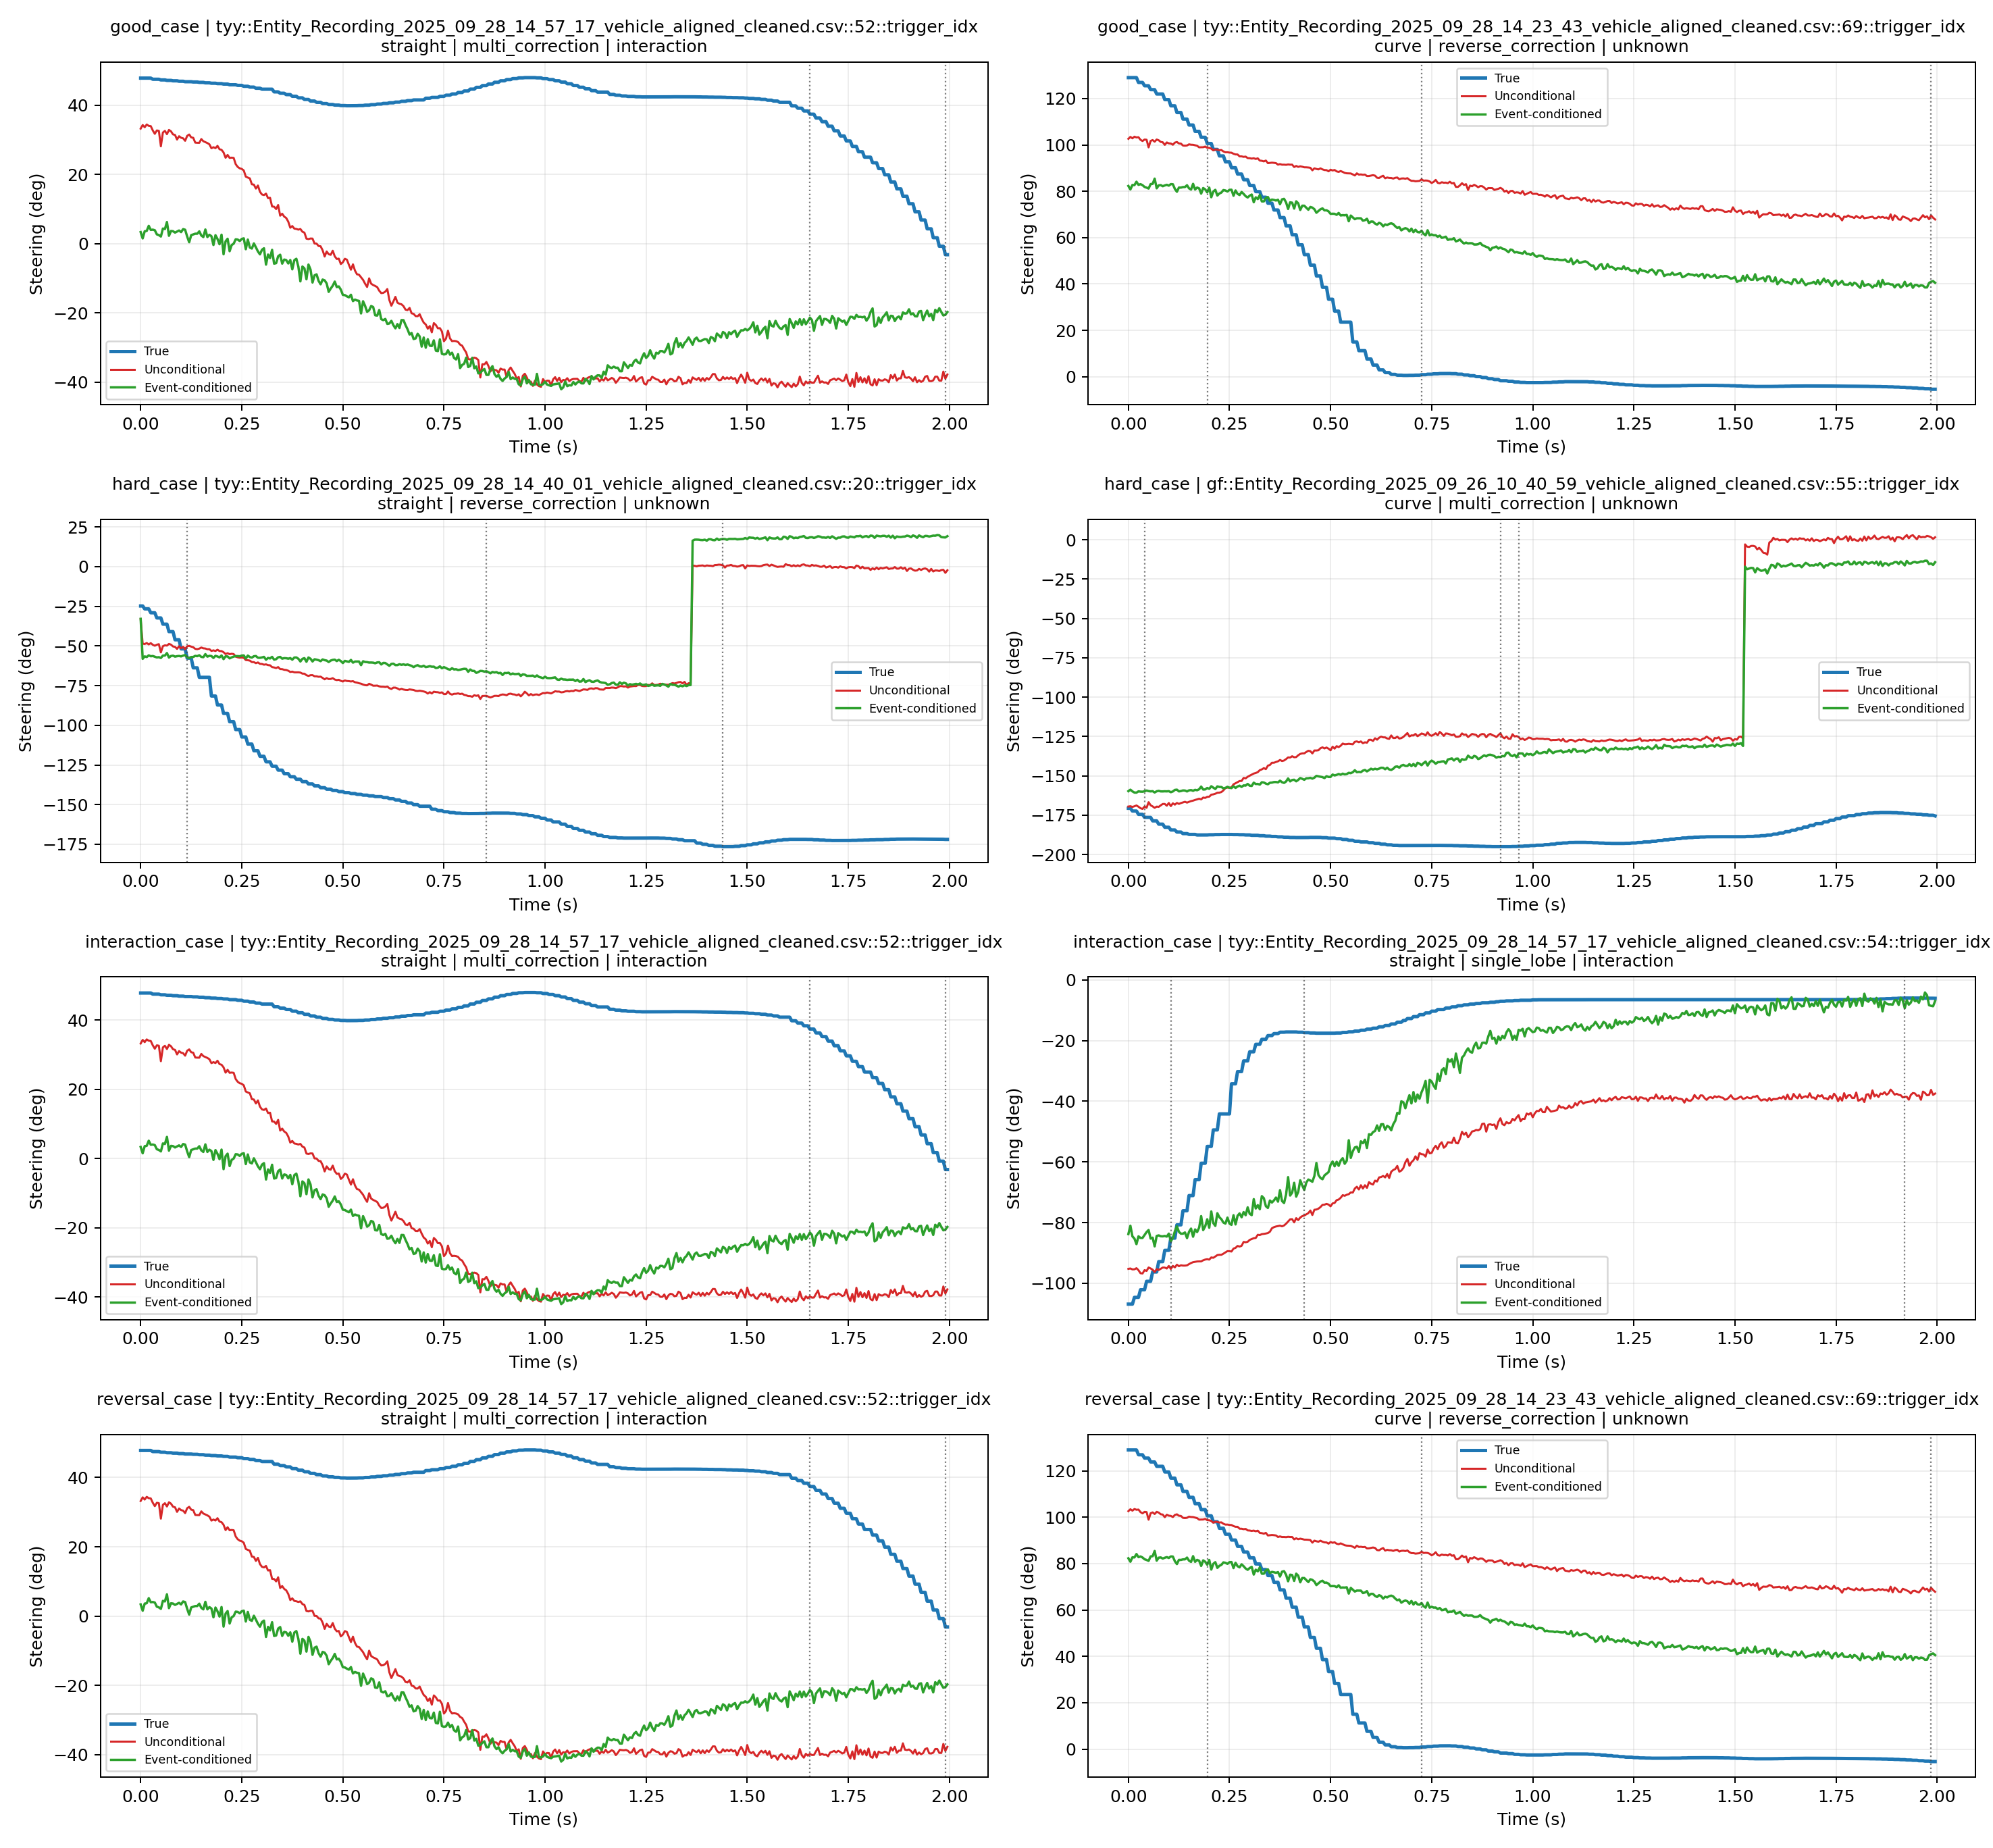 good_case | tyy::Entity_Recording_2025_09_28_14_57_17_vehicle_aligned_cleaned.csv::52::trigger_idx
straight | multi_correction | interaction
Steering (deg)
40
20
0
−20
−40
True
Unconditional
Event-conditioned
0.00 0.25 0.50 0.75 1.00 1.25 1.50 1.75 2.00
Time (s)
good_case | tyy::Entity_Recording_2025_09_28_14_23_43_vehicle_aligned_cleaned.csv::69::trigger_idx
curve | reverse_correction | unknown
Steering (deg)
120
100
80
60
40
20
0
True
Unconditional
Event-conditioned
0.00 0.25 0.50 0.75 1.00 1.25 1.50 1.75 2.00
Time (s)
hard_case | tyy::Entity_Recording_2025_09_28_14_40_01_vehicle_aligned_cleaned.csv::20::trigger_idx
straight | reverse_correction | unknown
Steering (deg)
25
0
−25
−50
−75
−100
−125
−150
−175
True
Unconditional
Event-conditioned
0.00 0.25 0.50 0.75 1.00 1.25 1.50 1.75 2.00
Time (s)
hard_case | gf::Entity_Recording_2025_09_26_10_40_59_vehicle_aligned_cleaned.csv::55::trigger_idx
curve | multi_correction | unknown
Steering (deg)
0
−25
−50
−75
−100
−125
−150
−175
−200
True
Unconditional
Event-conditioned
0.00 0.25 0.50 0.75 1.00 1.25 1.50 1.75 2.00
Time (s)
interaction_case | tyy::Entity_Recording_2025_09_28_14_57_17_vehicle_aligned_cleaned.csv::52::trigger_idx
straight | multi_correction | interaction
Steering (deg)
40
20
0
−20
−40
True
Unconditional
Event-conditioned
0.00 0.25 0.50 0.75 1.00 1.25 1.50 1.75 2.00
Time (s)
interaction_case | tyy::Entity_Recording_2025_09_28_14_57_17_vehicle_aligned_cleaned.csv::54::trigger_idx
straight | single_lobe | interaction
Steering (deg)
0
−20
−40
−60
−80
−100
True
Unconditional
Event-conditioned
0.00 0.25 0.50 0.75 1.00 1.25 1.50 1.75 2.00
Time (s)
reversal_case | tyy::Entity_Recording_2025_09_28_14_57_17_vehicle_aligned_cleaned.csv::52::trigger_idx
straight | multi_correction | interaction
Steering (deg)
40
20
0
−20
−40
True
Unconditional
Event-conditioned
0.00 0.25 0.50 0.75 1.00 1.25 1.50 1.75 2.00
Time (s)
reversal_case | tyy::Entity_Recording_2025_09_28_14_23_43_vehicle_aligned_cleaned.csv::69::trigger_idx
curve | reverse_correction | unknown
Steering (deg)
120
100
80
60
40
20
0
True
Unconditional
Event-conditioned
0.00 0.25 0.50 0.75 1.00 1.25 1.50 1.75 2.00
Time (s)